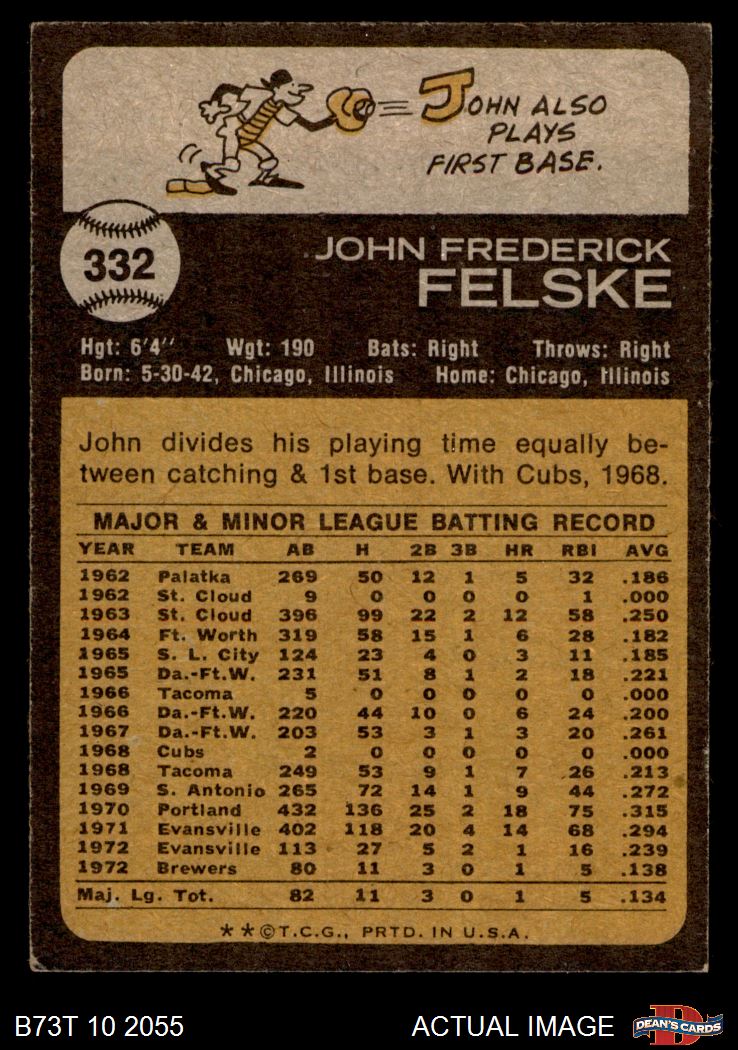 JOHN ALSO
PLAYS
FIRST BASE.
332
JOHN FREDERICK
FELSKE
Hgt: 6'4" Wgt: 190 Bats: Right Throws: Right
Born: 5-30-42, Chicago, Illinois Home: Chicago, Illinois
John divides his playing time equally be-
tween catching & 1st base. With Cubs, 1968.
MAJOR & MINOR LEAGUE BATTING RECORD
YEAR TEAM AB H 2B 3B HR RBI AVG
1962 Palatka 269 50 12 1 5 32 .186
1962 St. Cloud 9 0 0 0 0 1 .000
1963 St. Cloud 396 99 22 2 12 58 .250
1964 Ft. Worth 319 58 15 1 6 28 .182
1965 S. L. City 124 23 4 0 3 11 .185
1965 Da.-Ft.W. 231 51 8 1 2 18 .221
1966 Tacoma 5 0 0 0 0 0 .000
1966 Da.-Ft.W. 220 44 10 0 6 24 .200
1967 Da.-Ft.W. 203 53 3 1 3 20 .261
1968 Cubs 2 0 0 0 0 0 .000
1968 Tacoma 249 53 9 1 7 26 .213
1969 S. Antonio 265 72 14 1 9 44 .272
1970 Portland 432 136 25 2 18 75 .315
1971 Evansville 402 118 20 4 14 68 .294
1972 Evansville 113 27 5 2 1 16 .239
1972 Brewers 80 11 3 0 1 5 .138
Maj. Lg. Tot. 82 11 3 0 1 5 .134
**©T.C.G., PRTD. IN U.S.A.
B73T 10 2055 ACTUAL IMAGE D DEAN'S CARDS